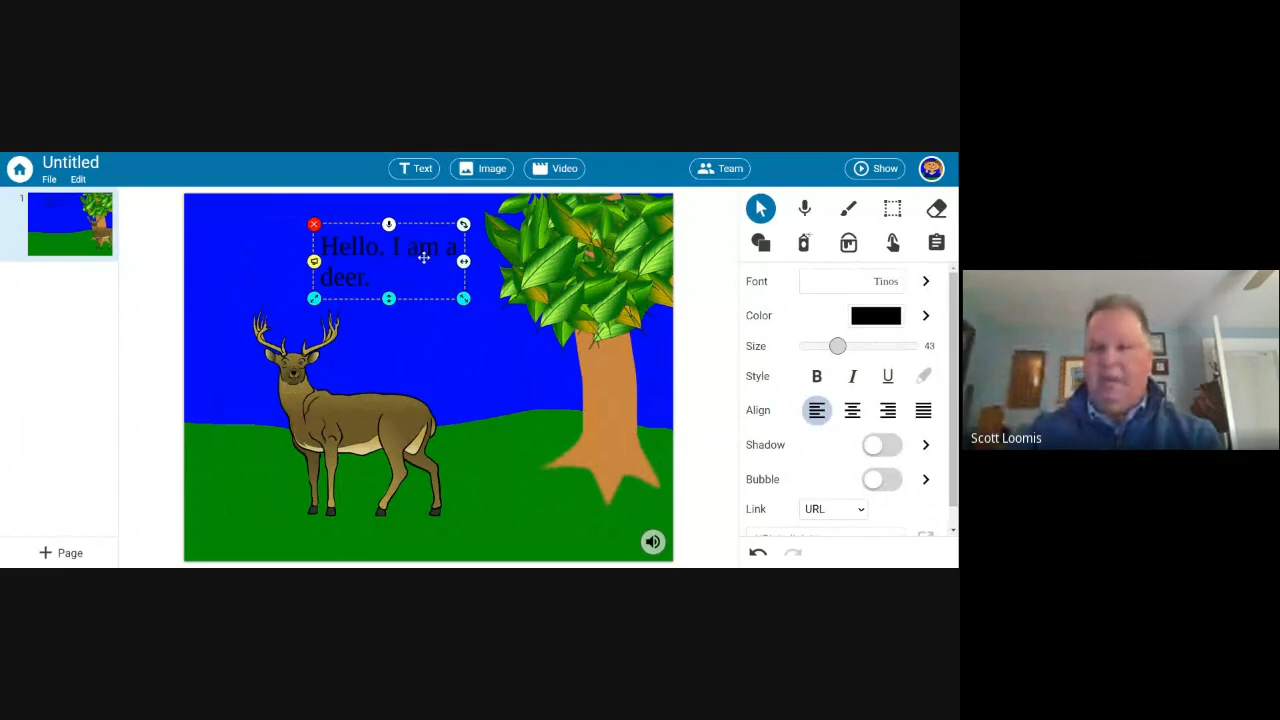 Untitled
File Edit
Text Image Video Team Show
1
Hello. I am a
deer.
Font Tinos
Color
Size 43
Style B I U
Align
Shadow
Bubble
Link URL
+ Page
Scott Loomis